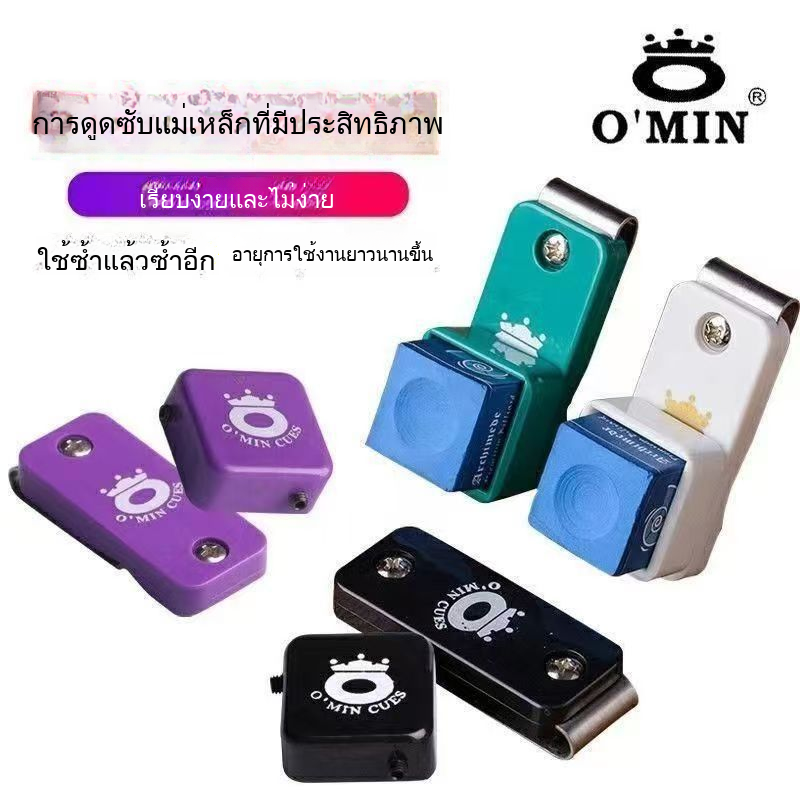 O'MIN
®
การดูดซับแม่เหล็กที่มีประสิทธิภาพ
เรียบง่ายและไม่ง่าย
ใช้ซ้ำแล้วซ้ำอีก
อายุการใช้งานยาวนานขึ้น
O'MIN CUES
O'MIN CUES
Archimede
Archimede
O'MIN CUES
O'MIN CUES